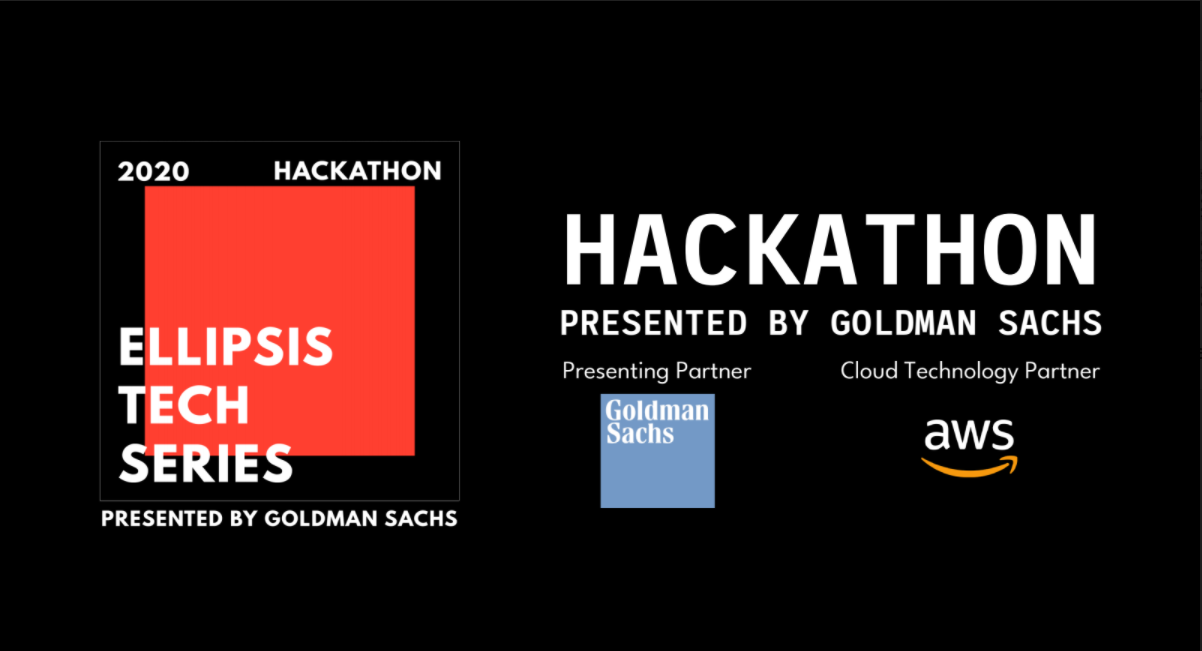 2020 HACKATHON
ELLIPSIS
TECH
SERIES
PRESENTED BY GOLDMAN SACHS
HACKATHON
PRESENTED BY GOLDMAN SACHS
Presenting Partner
Goldman
Sachs
Cloud Technology Partner
aws